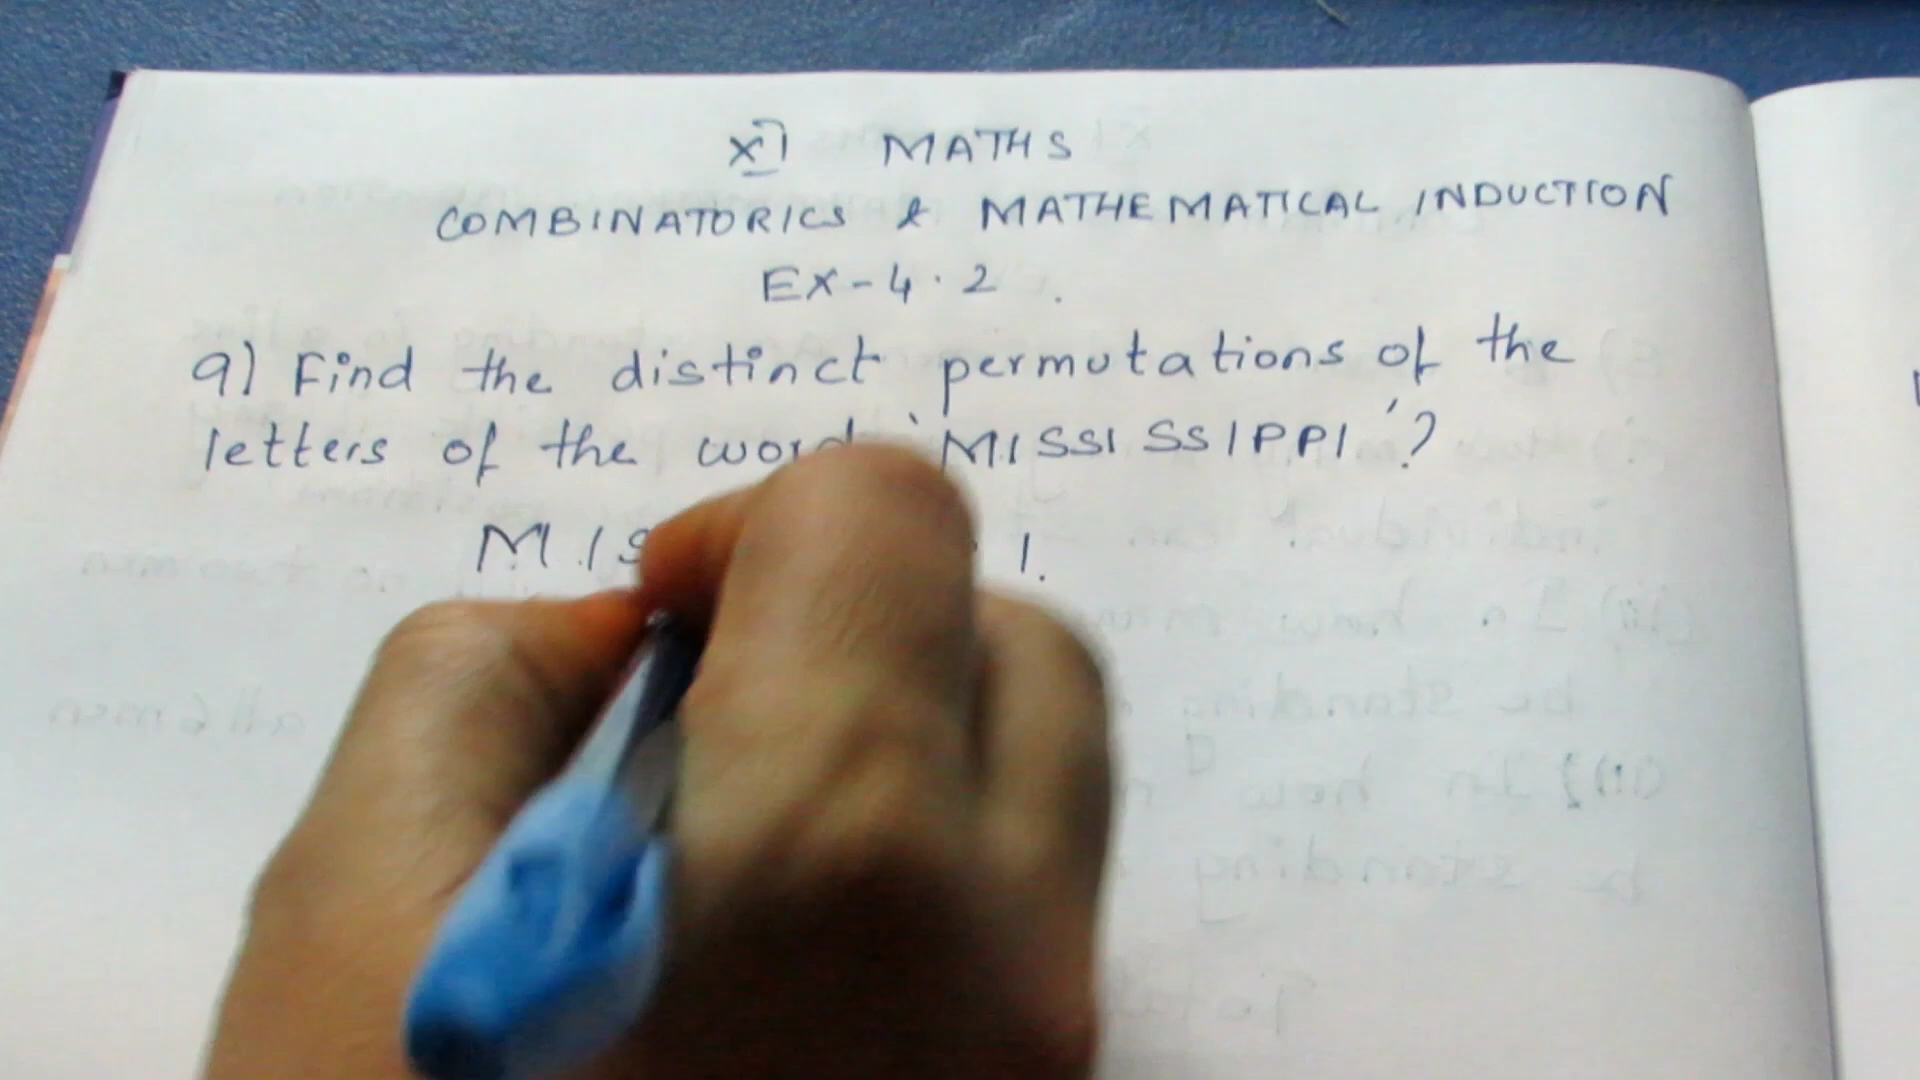 XI MATHS
COMBINATORICS & MATHEMATICAL INDUCTION
EX-4.2
9) Find the distinct permutations of the
letters of the word 'MISSISSIPPI'?
M I S I